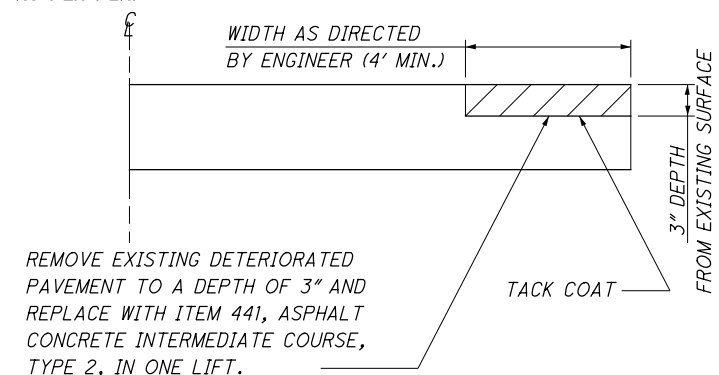 ℄
WIDTH AS DIRECTED
BY ENGINEER (4' MIN.)
3" DEPTH
FROM EXISTING SURFACE
REMOVE EXISTING DETERIORATED
PAVEMENT TO A DEPTH OF 3" AND
REPLACE WITH ITEM 441, ASPHALT
CONCRETE INTERMEDIATE COURSE,
TYPE 2, IN ONE LIFT.
TACK COAT